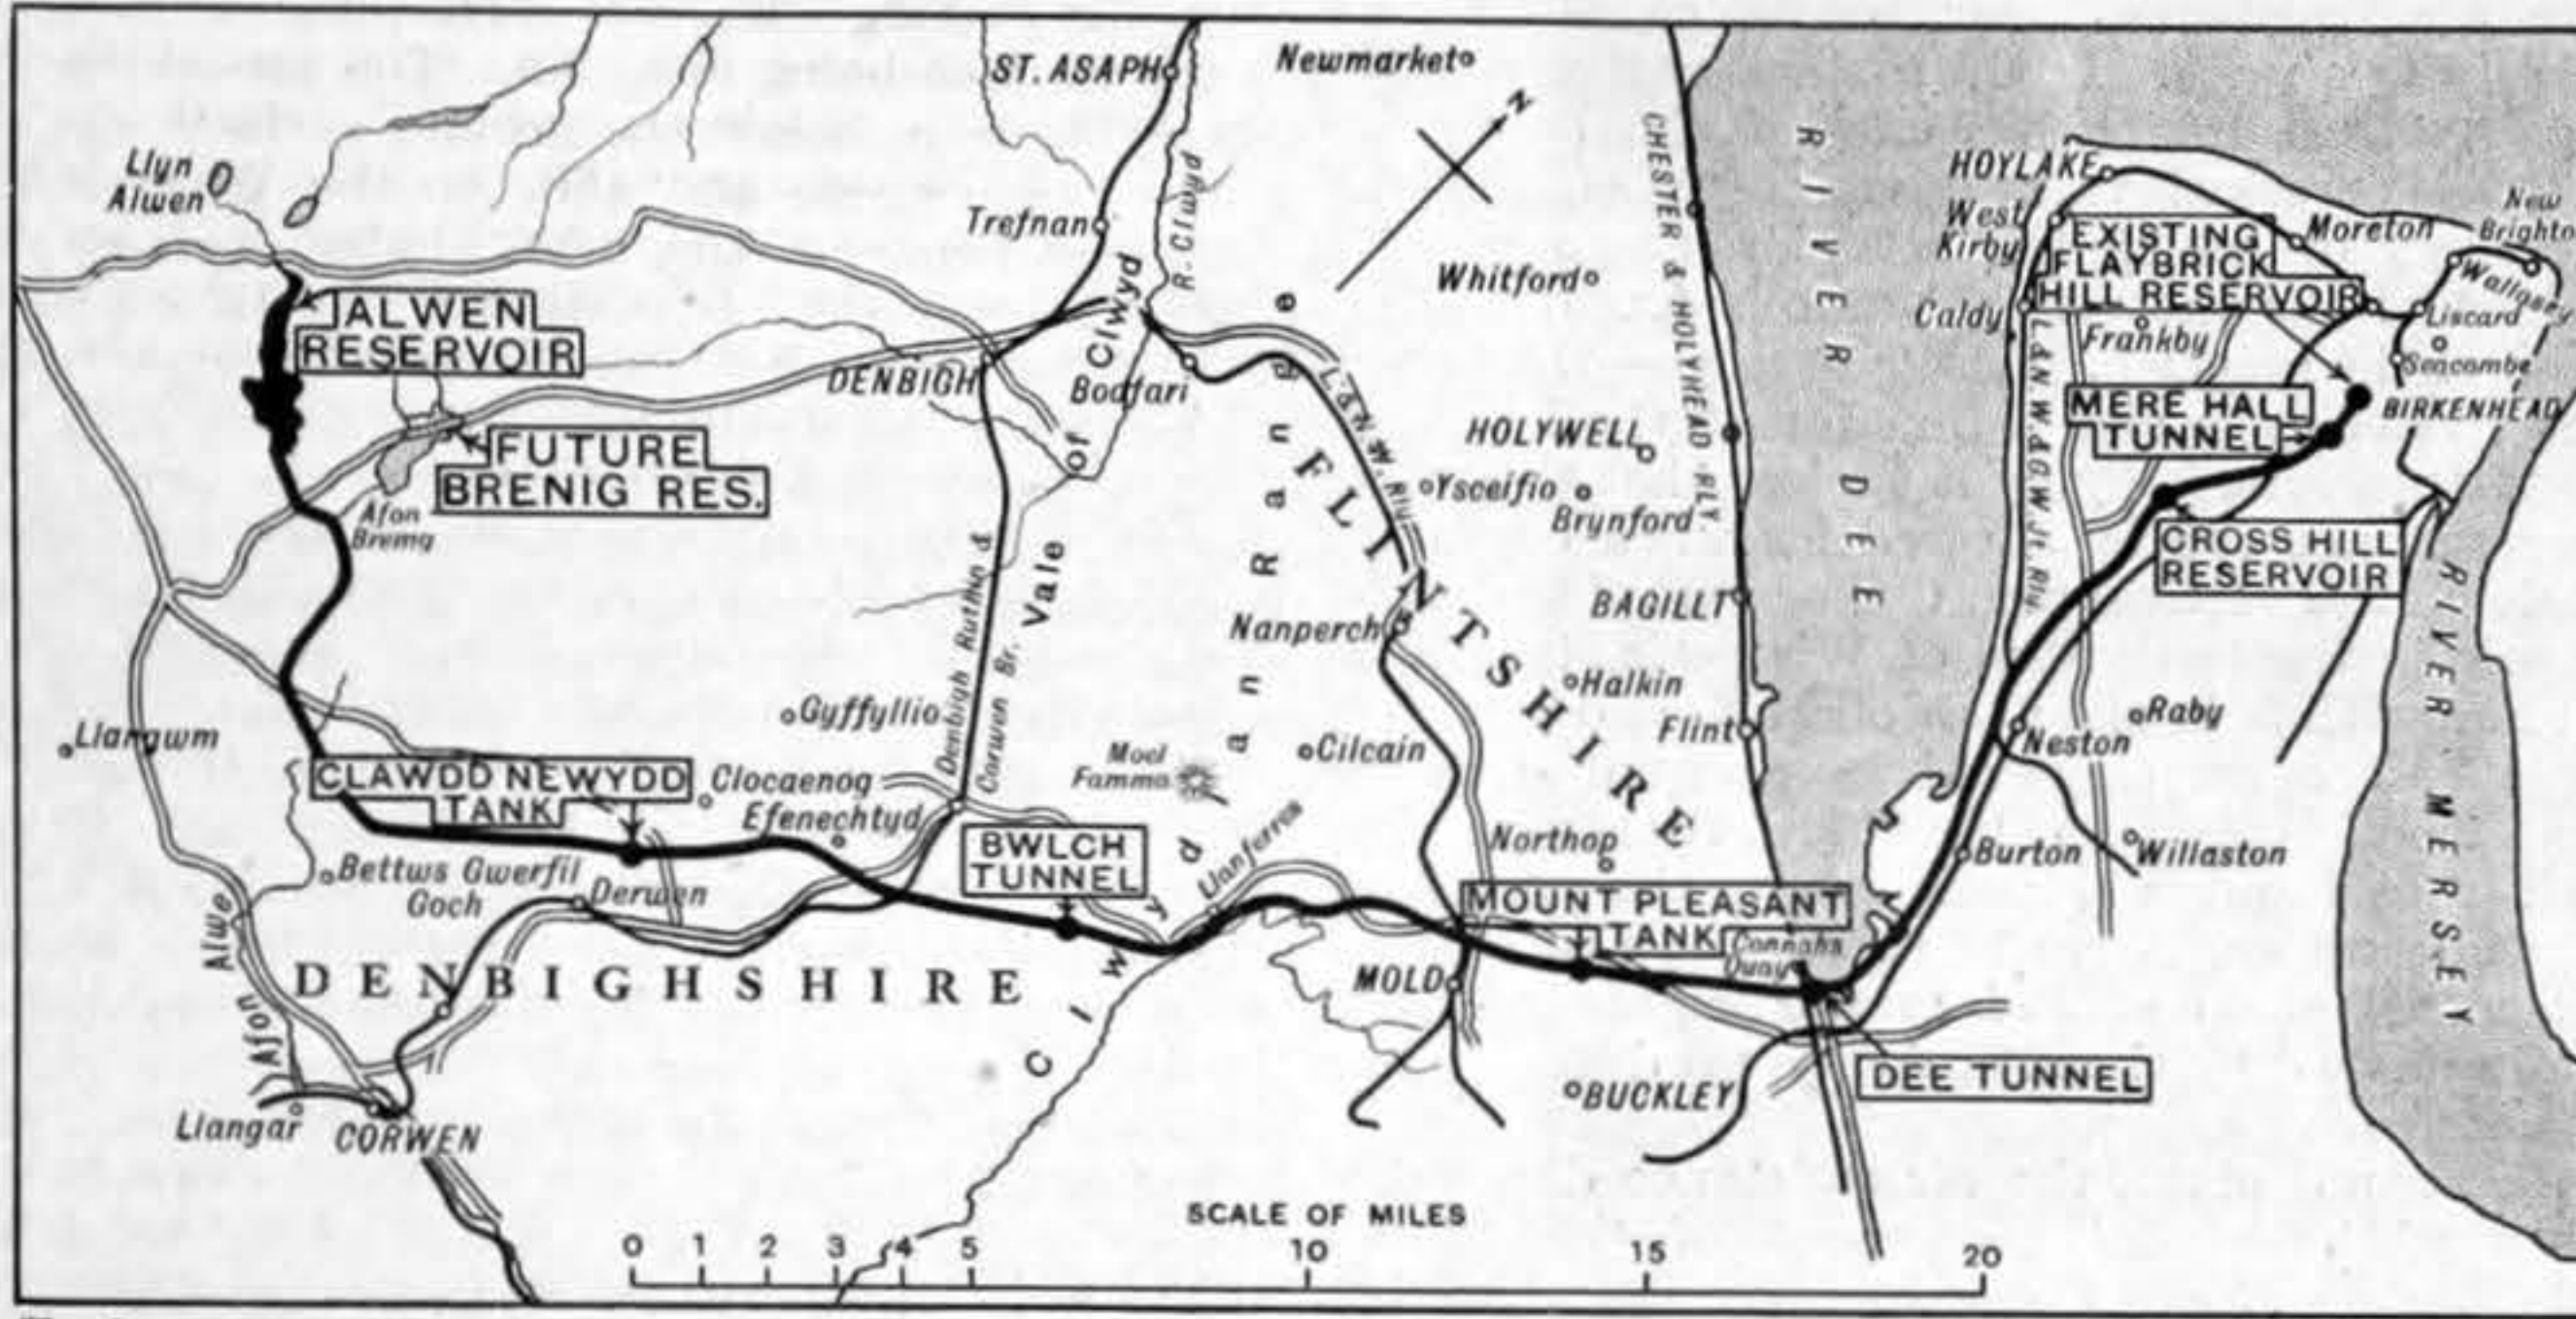 ST. ASAPH
Newmarket
N
Llyn
Alwen
Trefnan
R. Clwyd
Whitford
CHESTER & HOLYHEAD RLY.
RIVER DEE
HOYLAKE
West
Kirby
Caldy
Moreton
New
Wallasey
Liscard
Seacombe
BIRKENHEAD
EXISTING
FLAYBRICK
HILL RESERVOIR
Frankby
L. & N. W. & G. W. Jt. Rly.
MERE HALL
TUNNEL
CROSS HILL
RESERVOIR
ALWEN
RESERVOIR
FUTURE
BRENIG RES.
Afon
DENBIGH
Bodfari
Vale of Clwyd
Clwydian Range
FLINTSHIRE
HOLYWELL
Ysceifio
Brynford
BAGILLT
Nanperch
Halkin
Flint
Denbigh Ruthin &
Corwen Br.
Llangwm
Gyffyllio
Moel
Famma
Cilcain
Neston
Raby
RIVER MERSEY
CLAWDD NEWYDD
TANK
Clocaenog
Efenechtyd
BWLCH
TUNNEL
Llanferres
Northop
Burton
Willaston
Bettws Gwerfil
Goch
Derwen
MOUNT PLEASANT
TANK
Connahs
Quay
DENBIGHSHIRE
MOLD
Afon Alwe
Llangar
CORWEN
BUCKLEY
DEE TUNNEL
SCALE OF MILES
0 1 2 3 4 5 10 15 20